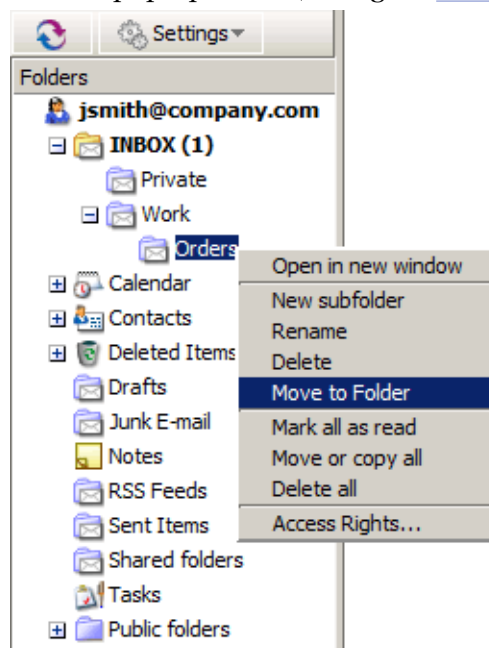 Settings
Folders
jsmith@company.com
INBOX (1)
Private
Work
Orders
Calendar
Contacts
Deleted Items
Drafts
Junk E-mail
Notes
RSS Feeds
Sent Items
Shared folders
Tasks
Public folders
Open in new window
New subfolder
Rename
Delete
Move to Folder
Mark all as read
Move or copy all
Delete all
Access Rights...